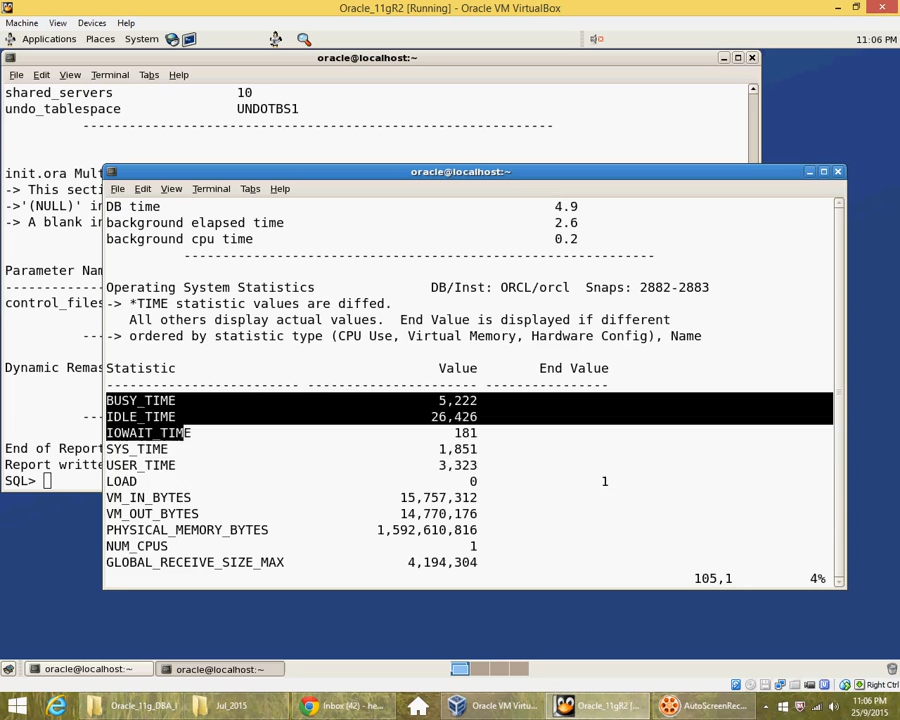 Oracle_11gR2 [Running] - Oracle VM VirtualBox
Machine View Devices Help
Applications Places System 11:06 PM
oracle@localhost:~
File Edit View Terminal Tabs Help
shared_servers 10
undo_tablespace UNDOTBS1
---------------------------------------------------------
init.ora Mult
-> This secti
->'(NULL)' in
-> A blank in
Parameter Nam
control_files
Dynamic Remas
End of Report
Report writte
SQL>
oracle@localhost:~
File Edit View Terminal Tabs Help
DB time 4.9
background elapsed time 2.6
background cpu time 0.2
---------------------------------------------------------
Operating System Statistics DB/Inst: ORCL/orcl Snaps: 2882-2883
-> *TIME statistic values are diffed.
All others display actual values. End Value is displayed if different
-> ordered by statistic type (CPU Use, Virtual Memory, Hardware Config), Name
Statistic Value End Value
------------------------- ---------------------- ----------------
BUSY_TIME 5,222
IDLE_TIME 26,426
IOWAIT_TIME 181
SYS_TIME 1,851
USER_TIME 3,323
LOAD 0 1
VM_IN_BYTES 15,757,312
VM_OUT_BYTES 14,770,176
PHYSICAL_MEMORY_BYTES 1,592,610,816
NUM_CPUS 1
GLOBAL_RECEIVE_SIZE_MAX 4,194,304
105,1 4%
oracle@localhost:~ oracle@localhost:~
Right Ctrl
Oracle_11g_DBA_I Jul_2015 Inbox (42) - he... Oracle VM Virtu... Oracle_11gR2 [... AutoScreenRec... 11:06 PM
25/9/2015